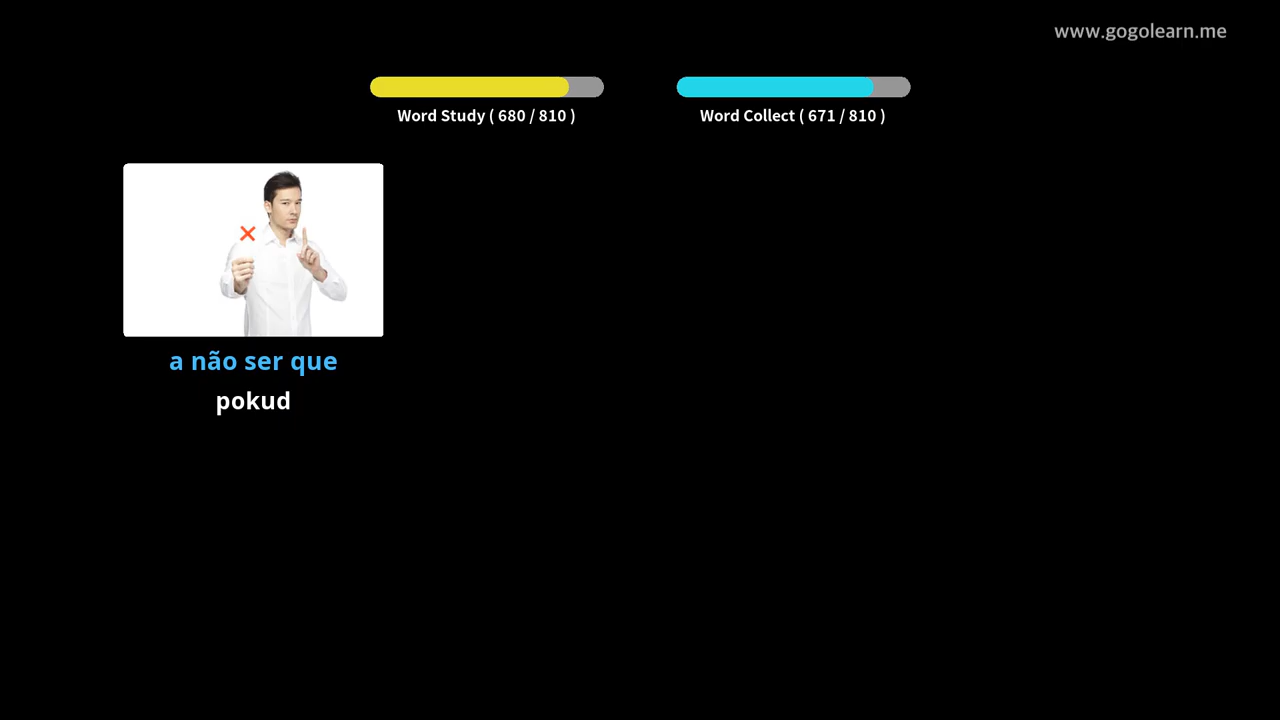 www.gogolearn.me
Word Study ( 680 / 810 )
Word Collect ( 671 / 810 )
a não ser que
pokud